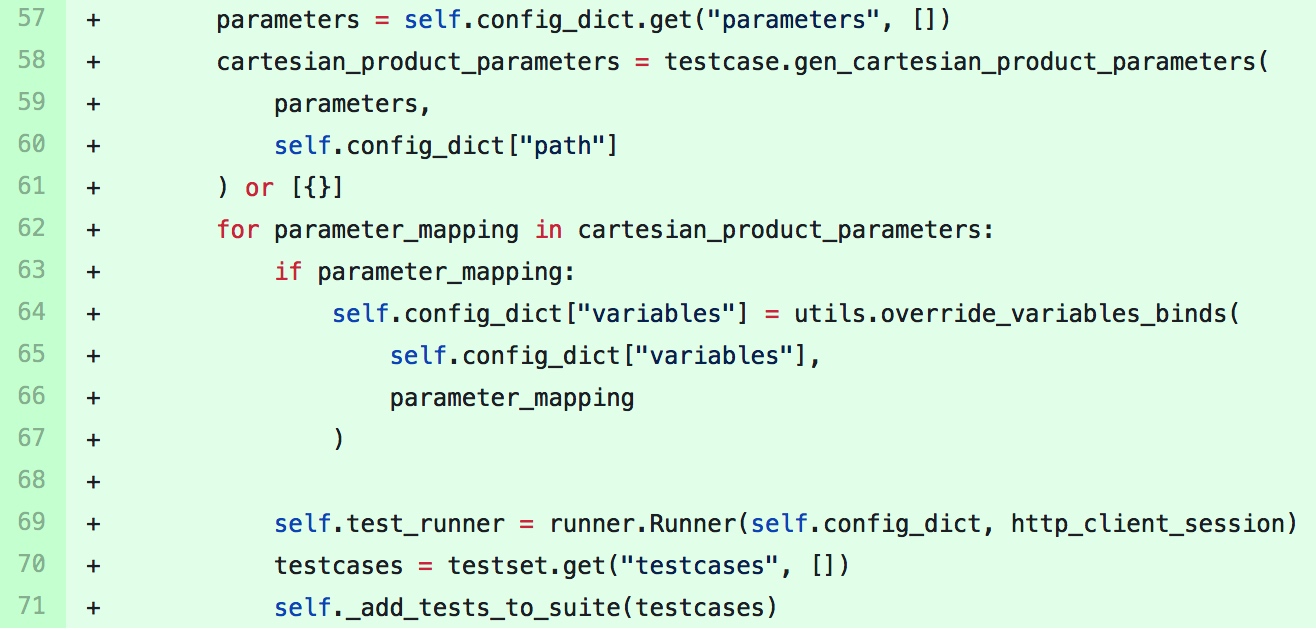 57 +         parameters = self.config_dict.get("parameters", [])
58 +         cartesian_product_parameters = testcase.gen_cartesian_product_parameters(
59 +             parameters,
60 +             self.config_dict["path"]
61 +         ) or [{}]
62 +         for parameter_mapping in cartesian_product_parameters:
63 +             if parameter_mapping:
64 +                 self.config_dict["variables"] = utils.override_variables_binds(
65 +                     self.config_dict["variables"],
66 +                     parameter_mapping
67 +                 )
68 +
69 +             self.test_runner = runner.Runner(self.config_dict, http_client_session)
70 +             testcases = testset.get("testcases", [])
71 +             self._add_tests_to_suite(testcases)